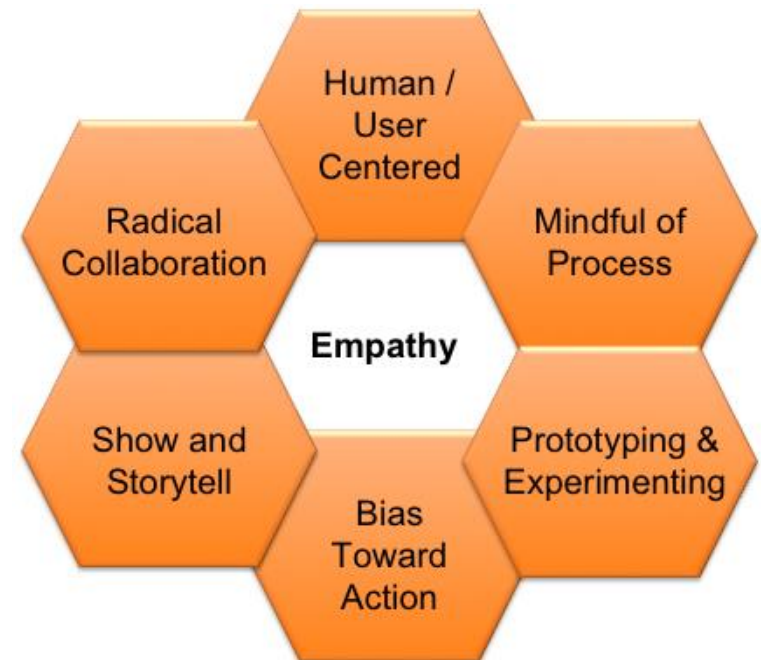 Human /
User
Centered
Radical
Collaboration
Mindful of
Process
Empathy
Show and
Storytell
Prototyping &
Experimenting
Bias
Toward
Action